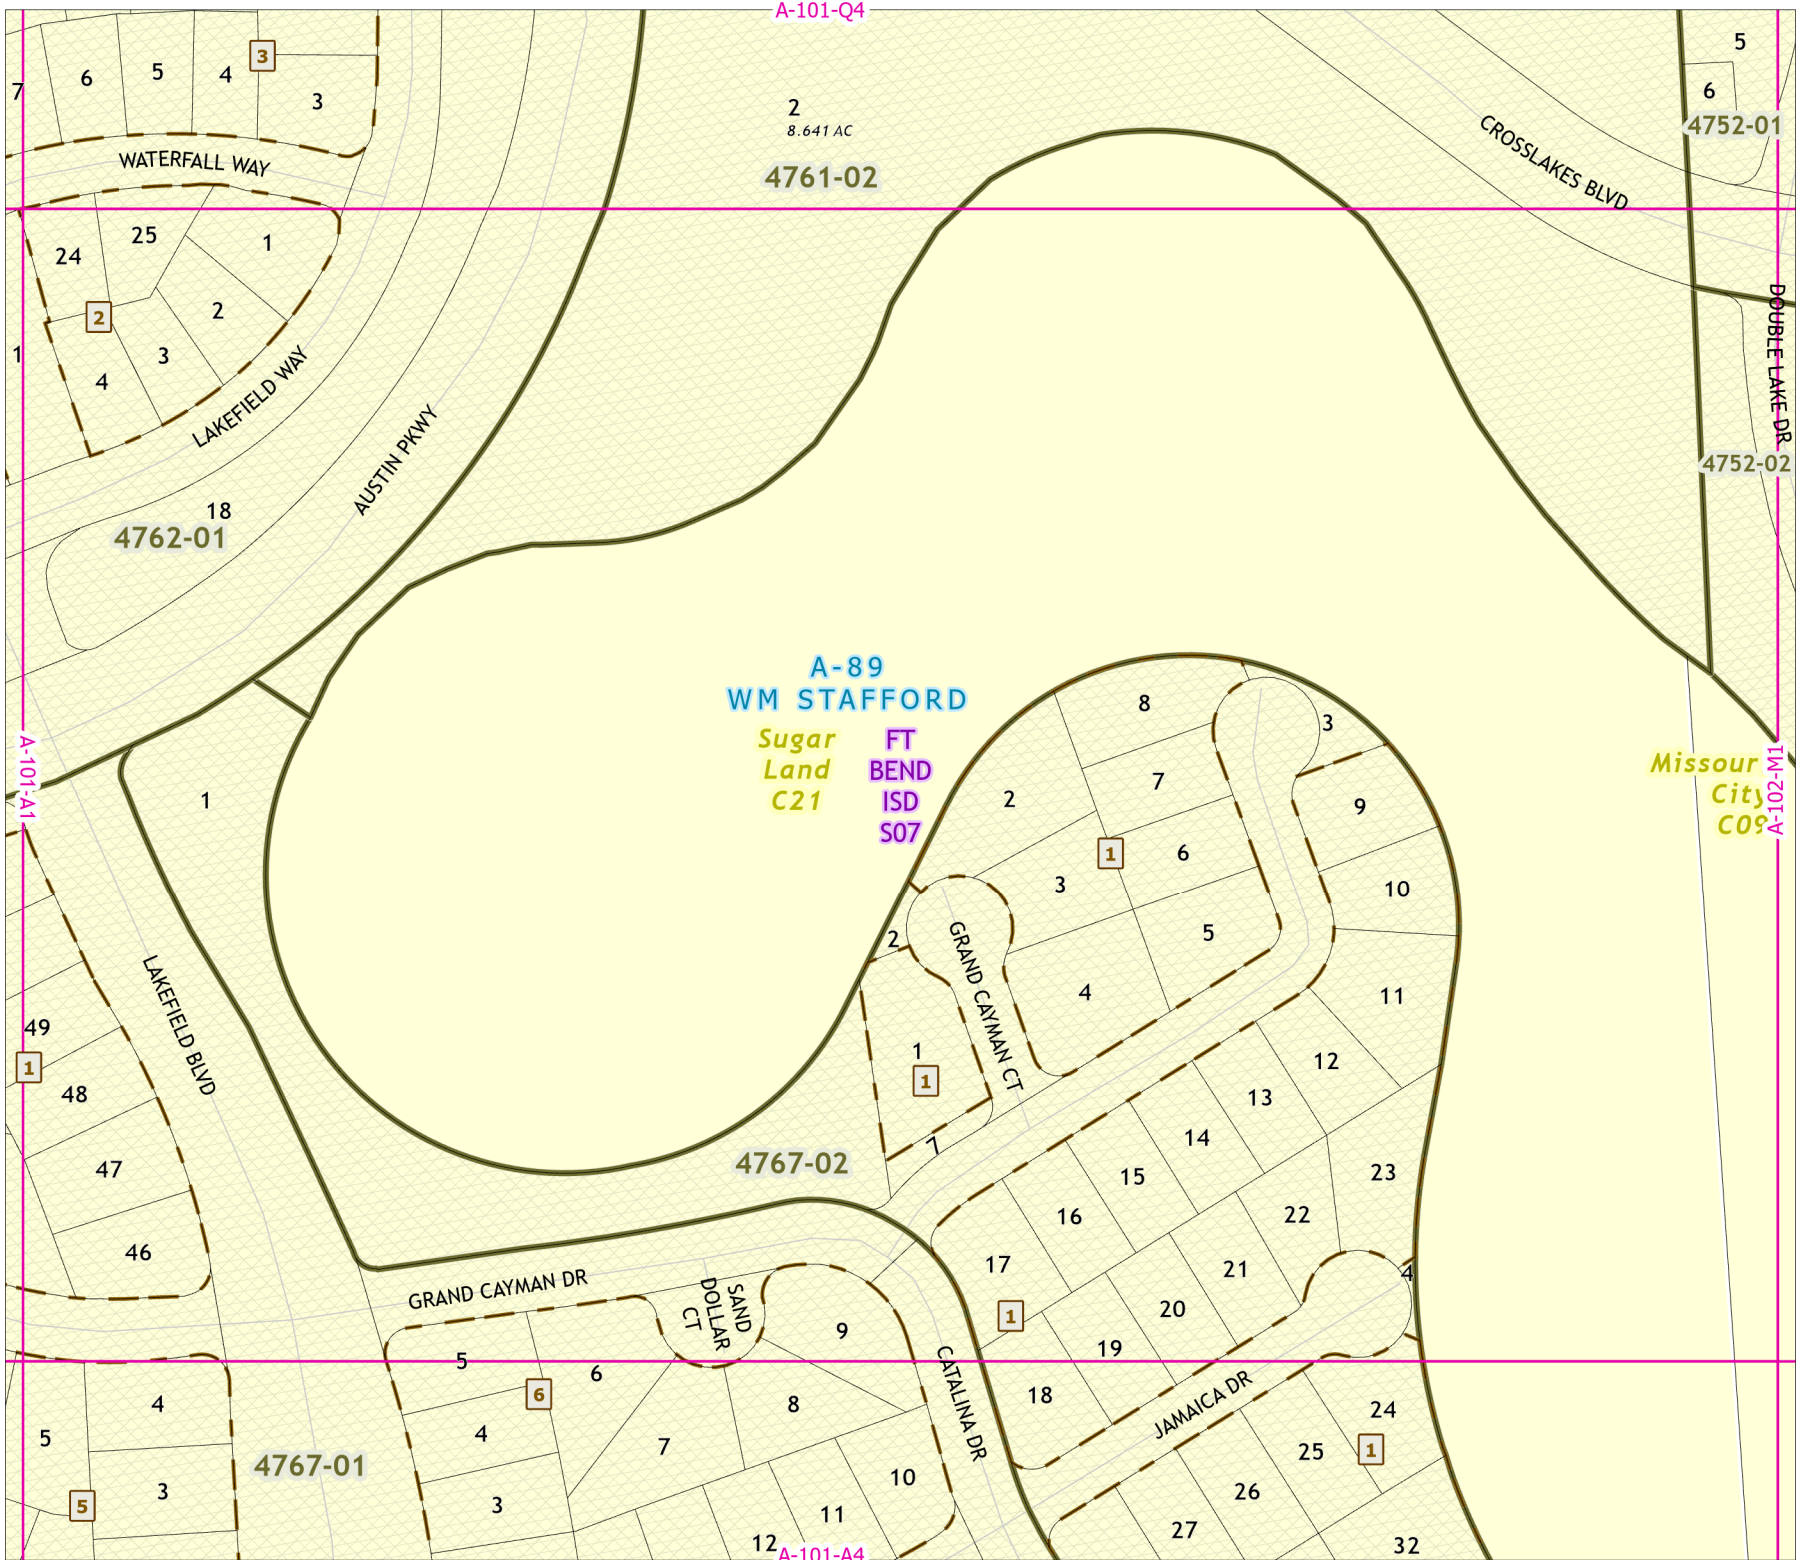 A-101-Q4
7
6
5
4
3
3
WATERFALL WAY
2
8.641 AC
4761-02
CROSSLAKES BLVD
5
6
4752-01
24
25
1
2
2
3
4
1
LAKEFIELD WAY
AUSTIN PKWY
18
4762-01
DOUBLE LAKE DR
4752-02
A-89
WM STAFFORD
Sugar
Land
C21
FT
BEND
ISD
S07
Missour
City
C09
A-102-M1
A-101-A1
1
8
3
2
7
9
1
6
3
10
2
5
GRAND CAYMAN CT
4
11
49
1
48
LAKEFIELD BLVD
1
1
12
13
14
7
4767-02
47
15
23
16
22
46
17
21
4
GRAND CAYMAN DR
SAND
DOLLAR
CT
9
1
20
19
5
6
6
CATALINA DR
18
JAMAICA DR
4
8
24
5
4
7
25
1
4767-01
10
3
5
3
26
11
27
12
32
A-101-A4